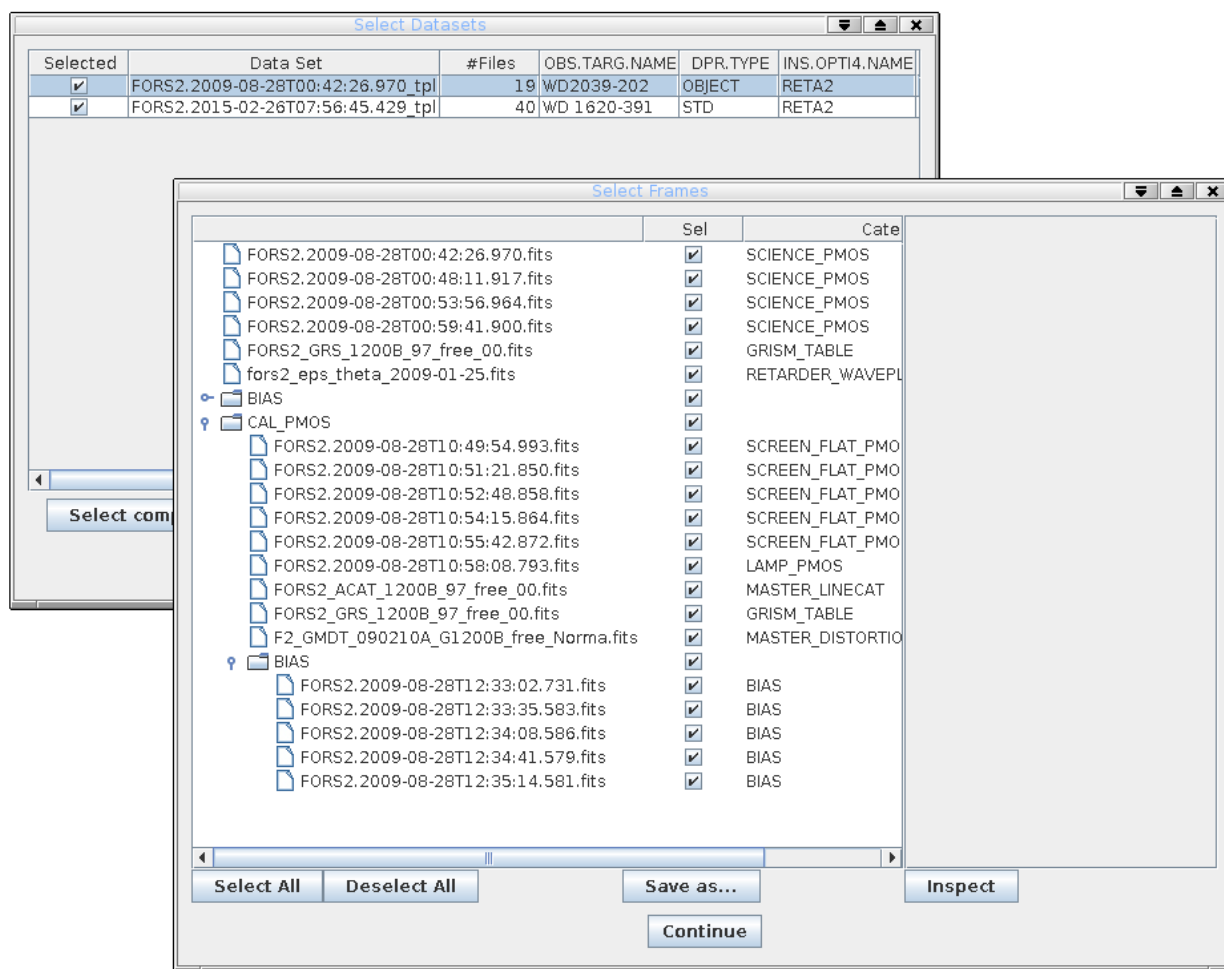 Select Datasets
Selected Data Set #Files OBS.TARG.NAME DPR.TYPE INS.OPTI4.NAME
FORS2.2009-08-28T00:42:26.970_tpl 19 WD2039-202 OBJECT RETA2
FORS2.2015-02-26T07:56:45.429_tpl 40 WD 1620-391 STD RETA2
Select comp
Select Frames
Sel Cate
FORS2.2009-08-28T00:42:26.970.fits SCIENCE_PMOS
FORS2.2009-08-28T00:48:11.917.fits SCIENCE_PMOS
FORS2.2009-08-28T00:53:56.964.fits SCIENCE_PMOS
FORS2.2009-08-28T00:59:41.900.fits SCIENCE_PMOS
FORS2_GRS_1200B_97_free_00.fits GRISM_TABLE
fors2_eps_theta_2009-01-25.fits RETARDER_WAVEPL
BIAS
CAL_PMOS
FORS2.2009-08-28T10:49:54.993.fits SCREEN_FLAT_PMO
FORS2.2009-08-28T10:51:21.850.fits SCREEN_FLAT_PMO
FORS2.2009-08-28T10:52:48.858.fits SCREEN_FLAT_PMO
FORS2.2009-08-28T10:54:15.864.fits SCREEN_FLAT_PMO
FORS2.2009-08-28T10:55:42.872.fits SCREEN_FLAT_PMO
FORS2.2009-08-28T10:58:08.793.fits LAMP_PMOS
FORS2_ACAT_1200B_97_free_00.fits MASTER_LINECAT
FORS2_GRS_1200B_97_free_00.fits GRISM_TABLE
F2_GMDT_090210A_G1200B_free_Norma.fits MASTER_DISTORTIO
BIAS
FORS2.2009-08-28T12:33:02.731.fits BIAS
FORS2.2009-08-28T12:33:35.583.fits BIAS
FORS2.2009-08-28T12:34:08.586.fits BIAS
FORS2.2009-08-28T12:34:41.579.fits BIAS
FORS2.2009-08-28T12:35:14.581.fits BIAS
Select All Deselect All Save as... Inspect
Continue